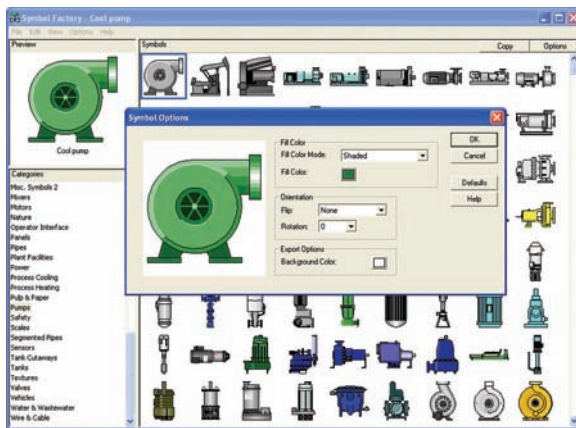 Symbol Factory - Cool pump
File Edit View Options Help
Preview
Symbols
Copy
Options
Cool pump
Categories
Misc. Symbols 2
Mixers
Motors
Nature
Operator Interface
Panels
Pipes
Plant Facilities
Power
Process Cooling
Process Heating
Pulp & Paper
Pumps
Safety
Scales
Segmented Pipes
Sensors
Tank Cutaways
Tanks
Textures
Valves
Vehicles
Water & Wastewater
Wire & Cable
Symbol Options
Fill Color
Fill Color Mode: Shaded
Fill Color:
Orientation
Flip: None
Rotation: 0
Export Options
Background Color:
OK
Cancel
Defaults
Help